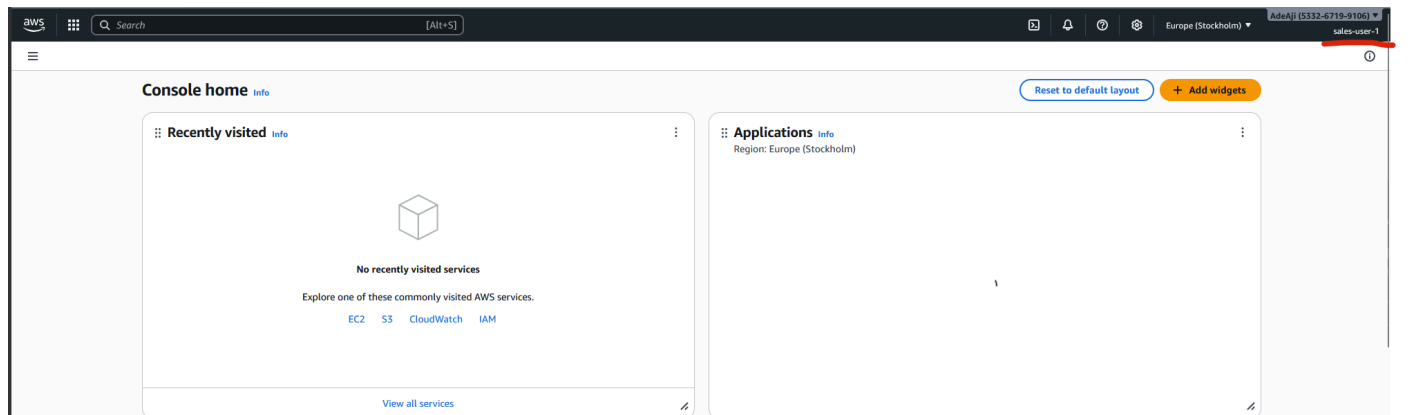 aws
Search [Alt+S]
Europe (Stockholm) ▼
AdeAji (5332-6719-9106) ▼
sales-user-1
Console home Info
Reset to default layout
+ Add widgets
Recently visited Info
No recently visited services
Explore one of these commonly visited AWS services.
EC2 S3 CloudWatch IAM
View all services
Applications Info
Region: Europe (Stockholm)